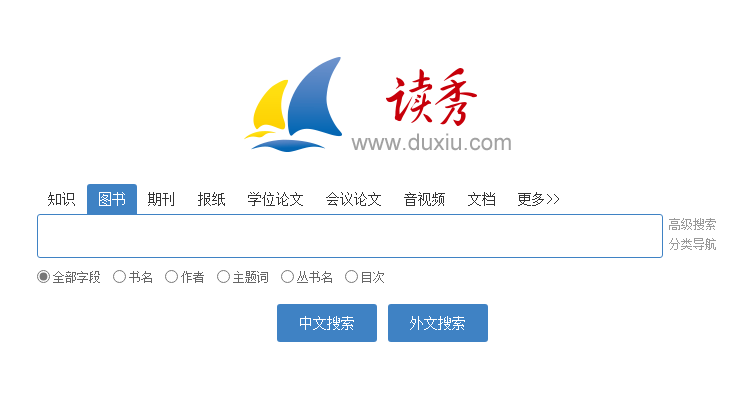 读秀
www.duxiu.com
知识 图书 期刊 报纸 学位论文 会议论文 音视频 文档 更多>>
高级搜索
分类导航
全部字段 书名 作者 主题词 丛书名 目次
中文搜索 外文搜索